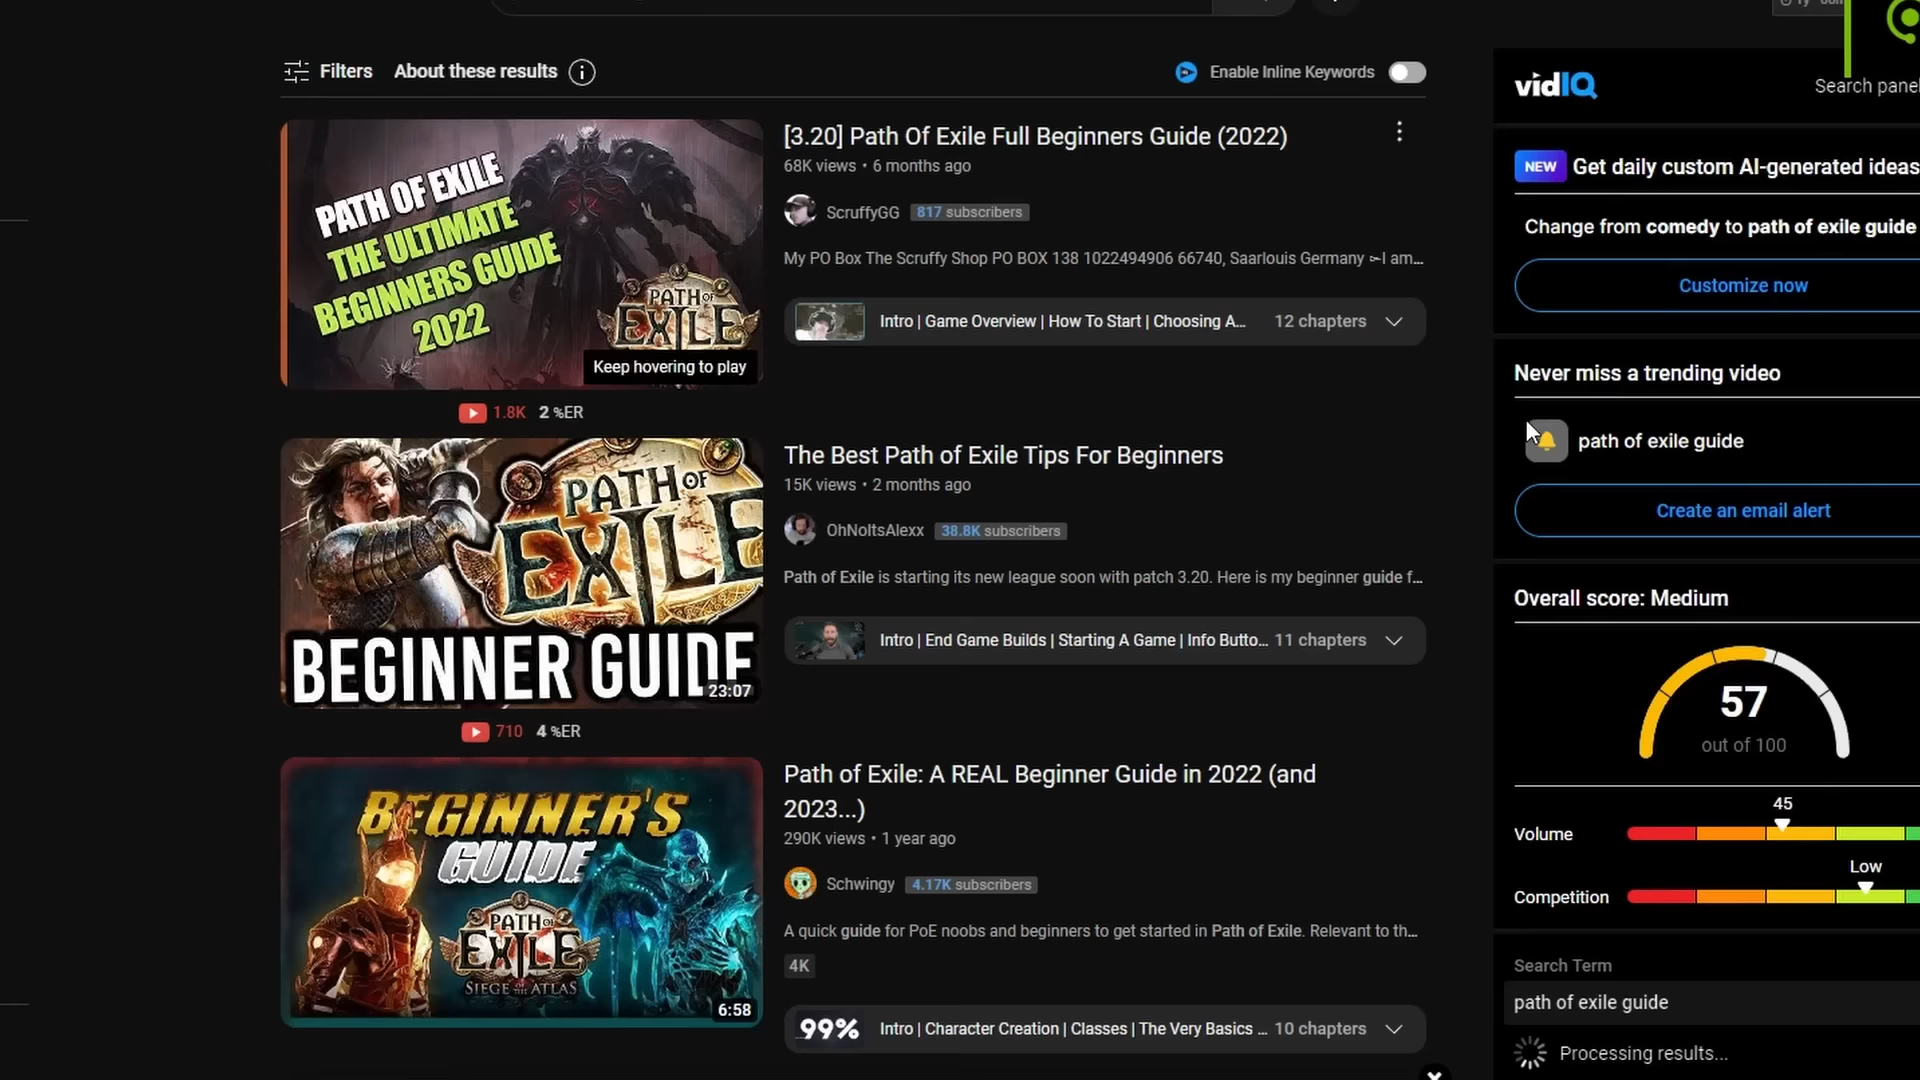 Filters
About these results
Enable Inline Keywords
PATH OF EXILE
THE ULTIMATE
BEGINNERS GUIDE
2022
PATH OF
EXILE
Keep hovering to play
[3.20] Path Of Exile Full Beginners Guide (2022)
68K views • 6 months ago
ScruffyGG
817 subscribers
My PO Box The Scruffy Shop PO BOX 138 1022494906 66740, Saarlouis Germany ➢I am...
Intro | Game Overview | How To Start | Choosing A...
12 chapters
1.8K 2 %ER
PATH OF
EXILE
BEGINNER GUIDE
23:07
The Best Path of Exile Tips For Beginners
15K views • 2 months ago
OhNoItsAlexx
38.8K subscribers
Path of Exile is starting its new league soon with patch 3.20. Here is my beginner guide f...
Intro | End Game Builds | Starting A Game | Info Butto...
11 chapters
710 4 %ER
BEGINNER'S
GUIDE
PATH OF
EXILE
SIEGE OF THE ATLAS
6:58
Path of Exile: A REAL Beginner Guide in 2022 (and
2023...)
290K views • 1 year ago
Schwingy
4.17K subscribers
A quick guide for PoE noobs and beginners to get started in Path of Exile. Relevant to th...
4K
99%
Intro | Character Creation | Classes | The Very Basics ...
10 chapters
vidIQ
Search panel
NEW
Get daily custom AI-generated ideas
Change from comedy to path of exile guide
Customize now
Never miss a trending video
path of exile guide
Create an email alert
Overall score: Medium
57
out of 100
45
Volume
Low
Competition
Search Term
path of exile guide
Processing results...